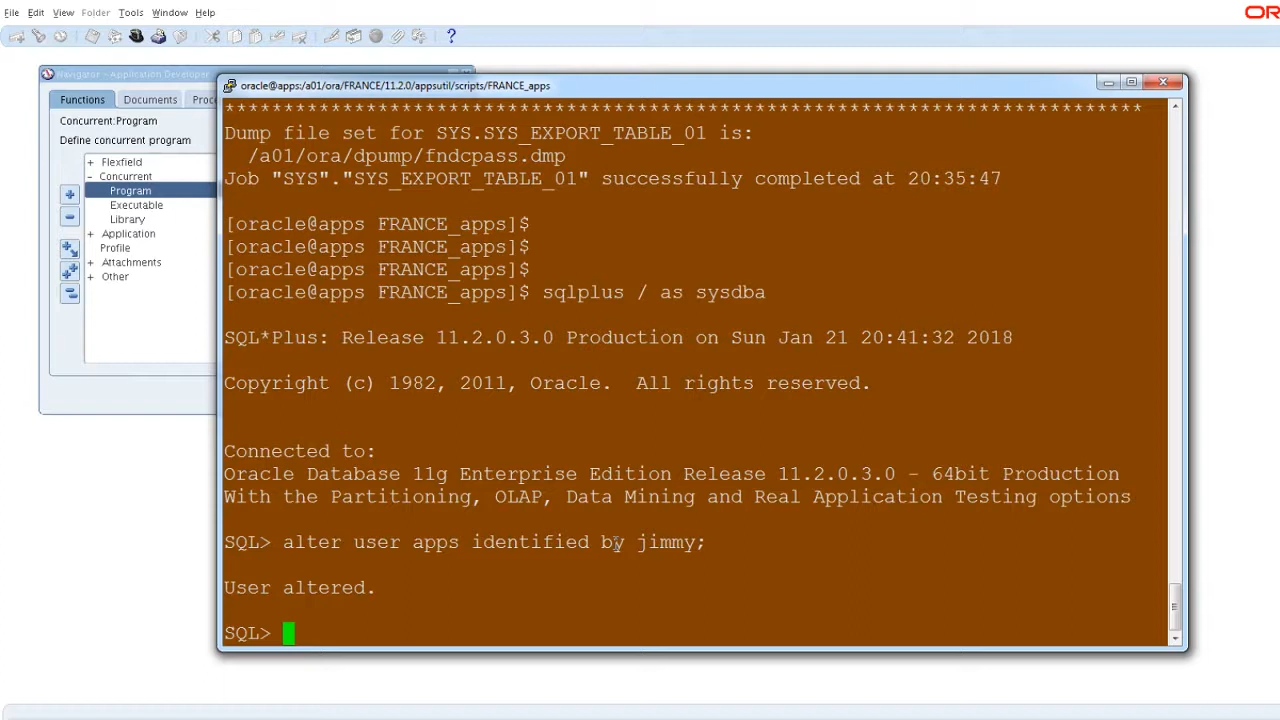 File Edit View Folder Tools Window Help
OR
Navigator - Application Developer
Functions Documents Proc
Concurrent:Program
Define concurrent program
+ Flexfield
- Concurrent
Program
Executable
Library
+ Application
Profile
+ Attachments
+ Other
oracle@apps:/a01/ora/FRANCE/11.2.0/appsutil/scripts/FRANCE_apps
******************************************************************************
Dump file set for SYS.SYS_EXPORT_TABLE_01 is:
/a01/ora/dpump/fndcpass.dmp
Job "SYS"."SYS_EXPORT_TABLE_01" successfully completed at 20:35:47
[oracle@apps FRANCE_apps]$
[oracle@apps FRANCE_apps]$
[oracle@apps FRANCE_apps]$
[oracle@apps FRANCE_apps]$ sqlplus / as sysdba
SQL*Plus: Release 11.2.0.3.0 Production on Sun Jan 21 20:41:32 2018
Copyright (c) 1982, 2011, Oracle.  All rights reserved.
Connected to:
Oracle Database 11g Enterprise Edition Release 11.2.0.3.0 - 64bit Production
With the Partitioning, OLAP, Data Mining and Real Application Testing options
SQL> alter user apps identified by jimmy;
User altered.
SQL>